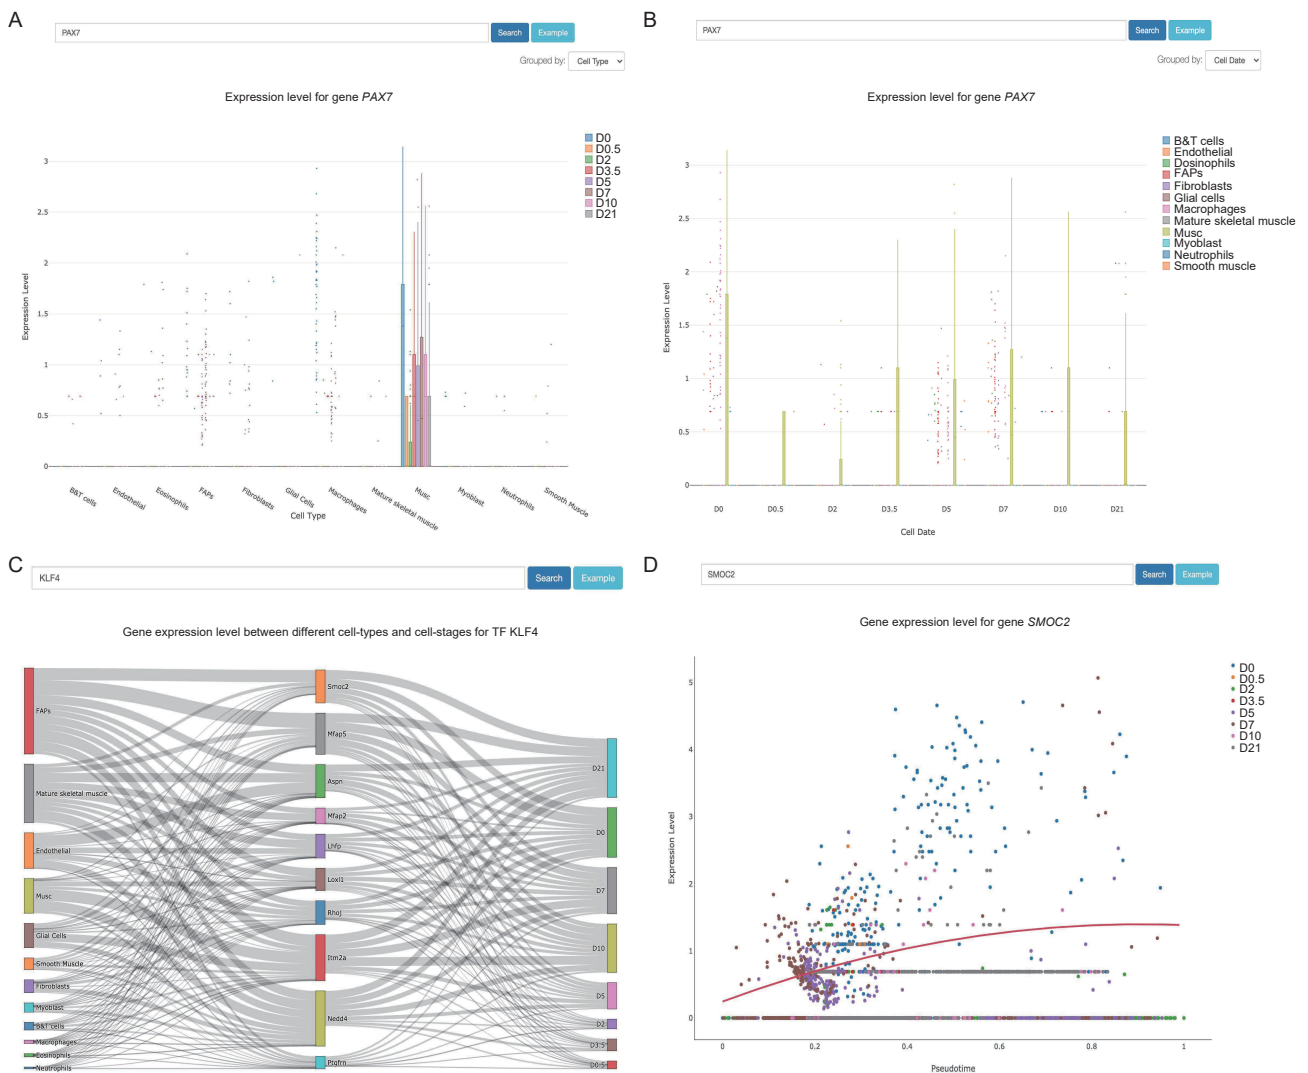 A
PAX7
Search
Example
Grouped by:
Cell Type
Expression level for gene PAX7
D0
D0.5
D2
D3.5
D5
D7
D10
D21
Expression Level
3
2.5
2
1.5
1
0.5
0
B&T cells
Endothelial
Eosinophils
FAPs
Fibroblasts
Glial Cells
Macrophages
Mature skeletal muscle
Musc
Myoblast
Neutrophils
Smooth Muscle
Cell Type
B
PAX7
Search
Example
Grouped by:
Cell Date
Expression level for gene PAX7
B&T cells
Endothelial
Dosinophils
FAPs
Fibroblasts
Glial cells
Macrophages
Mature skeletal muscle
Musc
Myoblast
Neutrophils
Smooth muscle
Expression Level
3
2.5
2
1.5
1
0.5
0
D0
D0.5
D2
D3.5
D5
D7
D10
D21
Cell Date
C
KLF4
Search
Example
Gene expression level between different cell-types and cell-stages for TF KLF4
FAPs
Mature skeletal muscle
Endothelial
Musc
Glial Cells
Smooth Muscle
Fibroblasts
Myoblast
B&T cells
Macrophages
Eosinophils
Neutrophils
Smoc2
Mfap5
Aspn
Mfap2
Lhfp
Loxl1
Rhoj
Itm2a
Nedd4
Ptgfrn
D21
D0
D7
D10
D5
D2
D3.5
D0.5
D
SMOC2
Search
Example
Gene expression level for gene SMOC2
D0
D0.5
D2
D3.5
D5
D7
D10
D21
Expression Level
5
4
3
2
1
0
0
0.2
0.4
0.6
0.8
1
Pseudotime